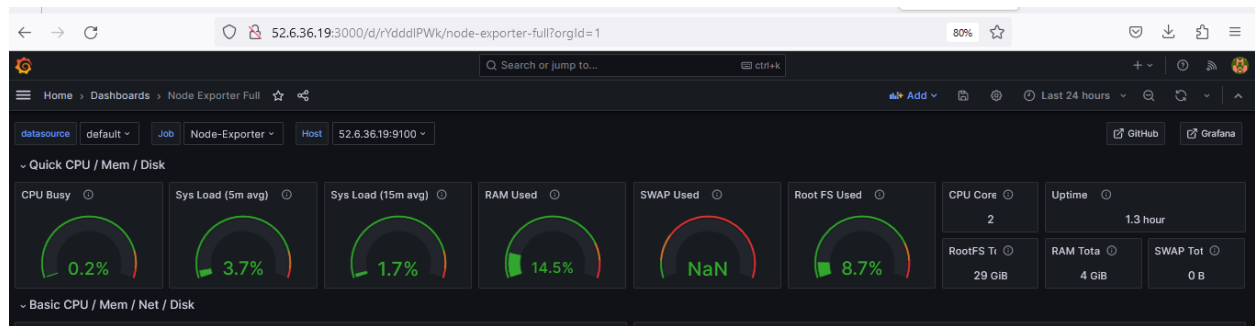 52.6.36.19:3000/d/rYdddlPWk/node-exporter-full?orgId=1
80%
Search or jump to...
ctrl+k
Home › Dashboards › Node Exporter Full
Add
Last 24 hours
datasource default Job Node-Exporter Host 52.6.36.19:9100
GitHub Grafana
Quick CPU / Mem / Disk
CPU Busy
0.2%
Sys Load (5m avg)
3.7%
Sys Load (15m avg)
1.7%
RAM Used
14.5%
SWAP Used
NaN
Root FS Used
8.7%
CPU Core
2
Uptime
1.3 hour
RootFS To
29 GiB
RAM Tota
4 GiB
SWAP Tot
0 B
Basic CPU / Mem / Net / Disk